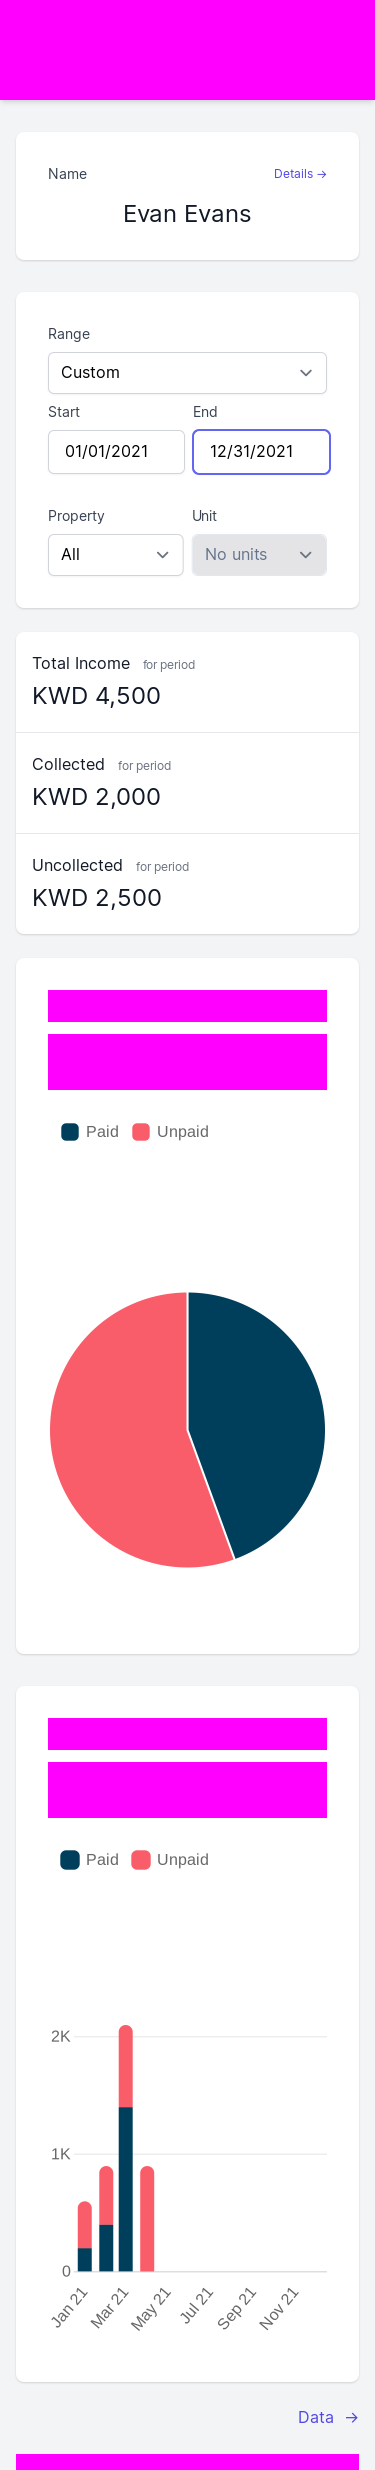 Name Details →
Evan Evans
Range
Custom
Start End
01/01/2021 12/31/2021
Property Unit
All No units
Total Income for period
KWD 4,500
Collected for period
KWD 2,000
Uncollected for period
KWD 2,500
Paid Unpaid
Paid Unpaid
2K
1K
0
Jan 21 Mar 21 May 21 Jul 21 Sep 21 Nov 21
Data →